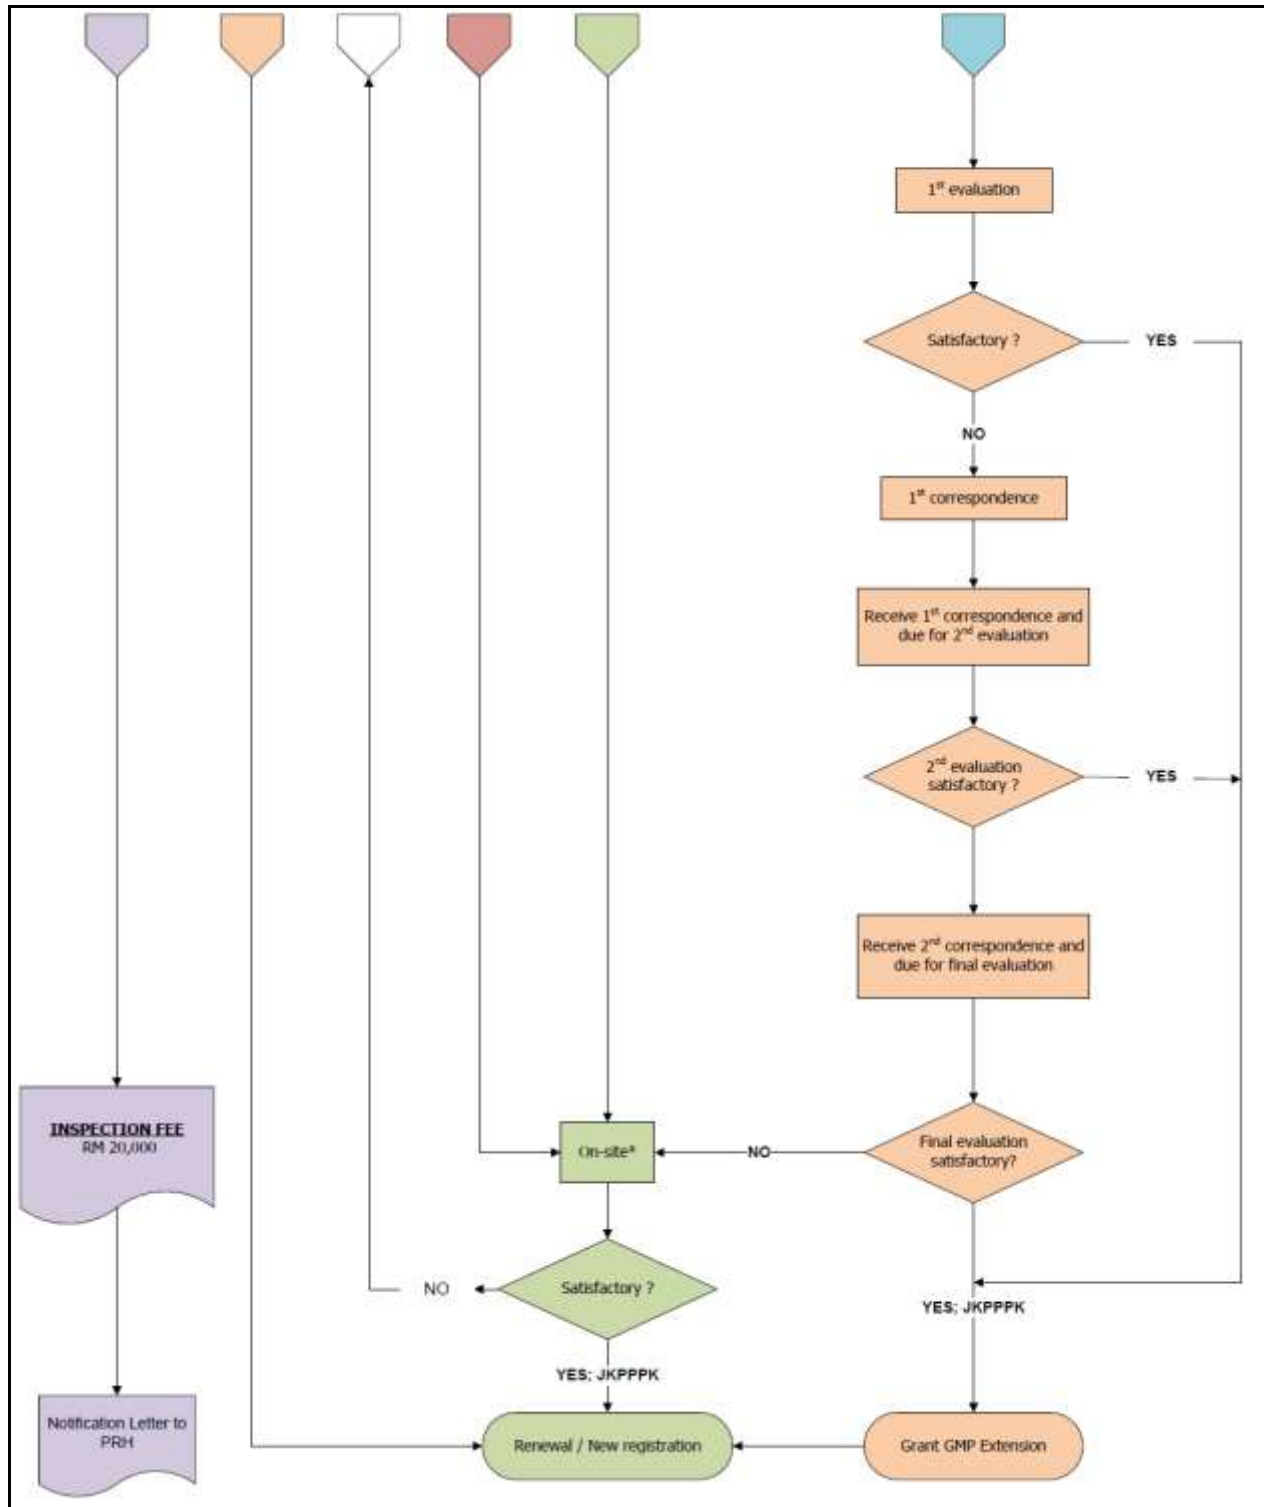 1st evaluation
Satisfactory ?
YES
NO
1st correspondence
Receive 1st correspondence and
due for 2nd evaluation
2nd evaluation
satisfactory ?
YES
Receive 2nd correspondence and
due for final evaluation
INSPECTION FEE
RM 20,000
On-site*
NO
Final evaluation
satisfactory?
NO
Satisfactory ?
YES; JKPPPK
YES; JKPPPK
Notification Letter to
PRH
Renewal / New registration
Grant GMP Extension